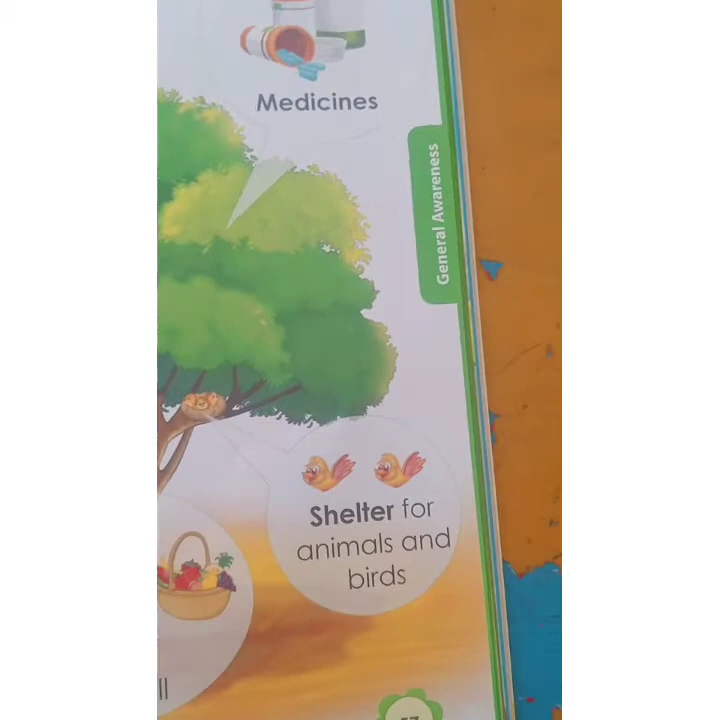 Medicines
General Awareness
Shelter for
animals and
birds